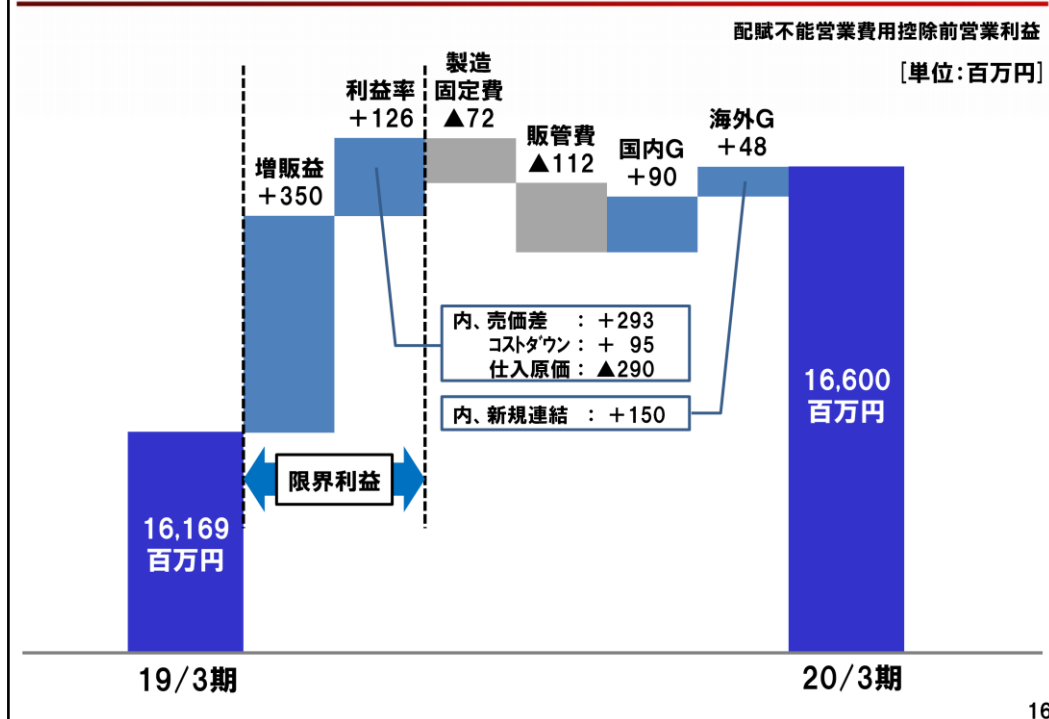 配賦不能営業費用控除前営業利益
[単位：百万円]
増販益
＋350
利益率
＋126
製造
固定費
▲72
販管費
▲112
国内G
＋90
海外G
＋48
内、売価差　：＋293
コストダウン：＋ 95
仕入原価：▲290
内、新規連結　：＋150
限界利益
16,169
百万円
16,600
百万円
19/3期
20/3期
16